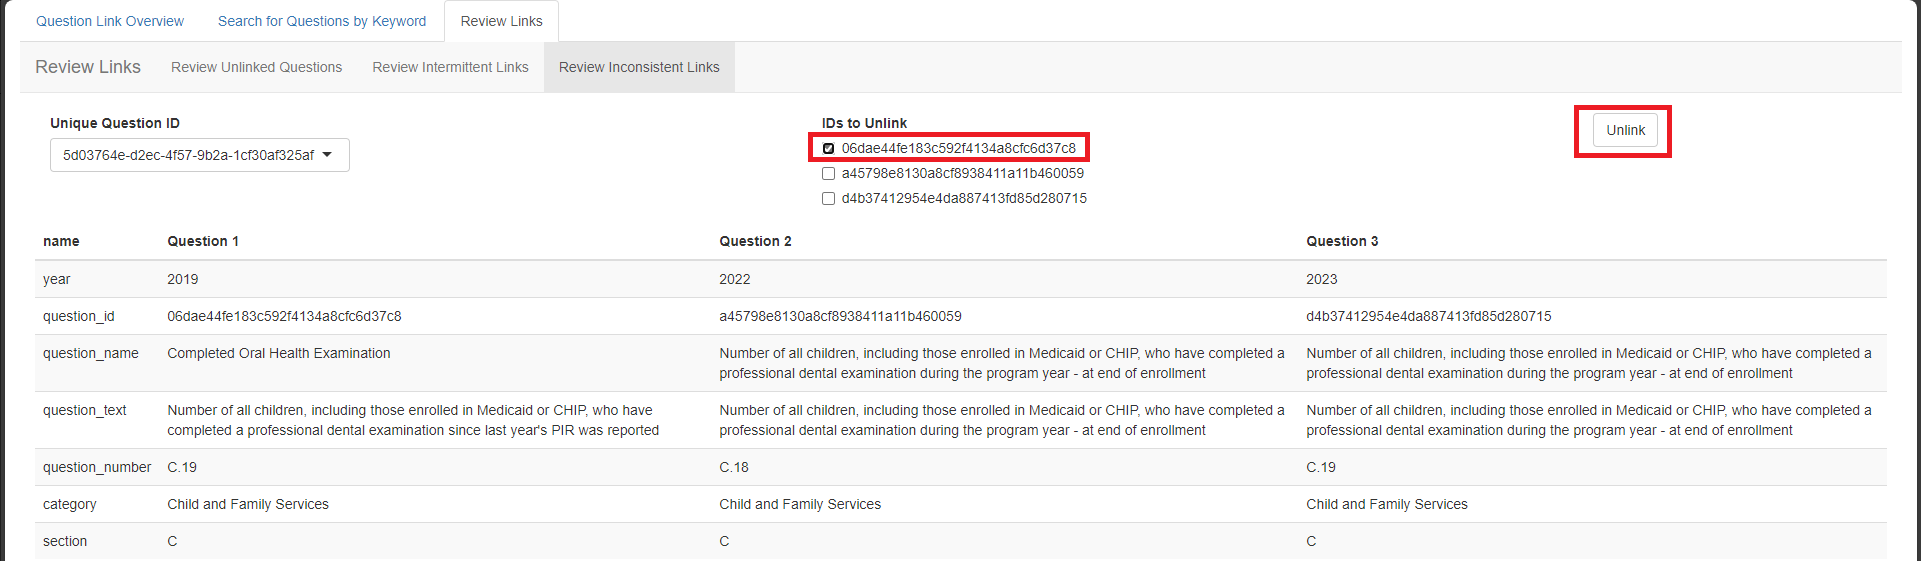 Question Link Overview Search for Questions by Keyword Review Links
Review Links Review Unlinked Questions Review Intermittent Links Review Inconsistent Links
Unique Question ID IDs to Unlink Unlink
5d03764e-d2ec-4f57-9b2a-1cf30af325af 06dae44fe183c592f4134a8cfc6d37c8
a45798e8130a8cf8938411a11b460059
d4b37412954e4da887413fd85d280715
name Question 1 Question 2 Question 3
year 2019 2022 2023
question_id 06dae44fe183c592f4134a8cfc6d37c8 a45798e8130a8cf8938411a11b460059 d4b37412954e4da887413fd85d280715
question_name Completed Oral Health Examination Number of all children, including those enrolled in Medicaid or CHIP, who have completed a Number of all children, including those enrolled in Medicaid or CHIP, who have completed a
professional dental examination during the program year - at end of enrollment professional dental examination during the program year - at end of enrollment
question_text Number of all children, including those enrolled in Medicaid or CHIP, who have Number of all children, including those enrolled in Medicaid or CHIP, who have completed a Number of all children, including those enrolled in Medicaid or CHIP, who have completed a
completed a professional dental examination since last year's PIR was reported professional dental examination during the program year - at end of enrollment professional dental examination during the program year - at end of enrollment
question_number C.19 C.18 C.19
category Child and Family Services Child and Family Services Child and Family Services
section C C C